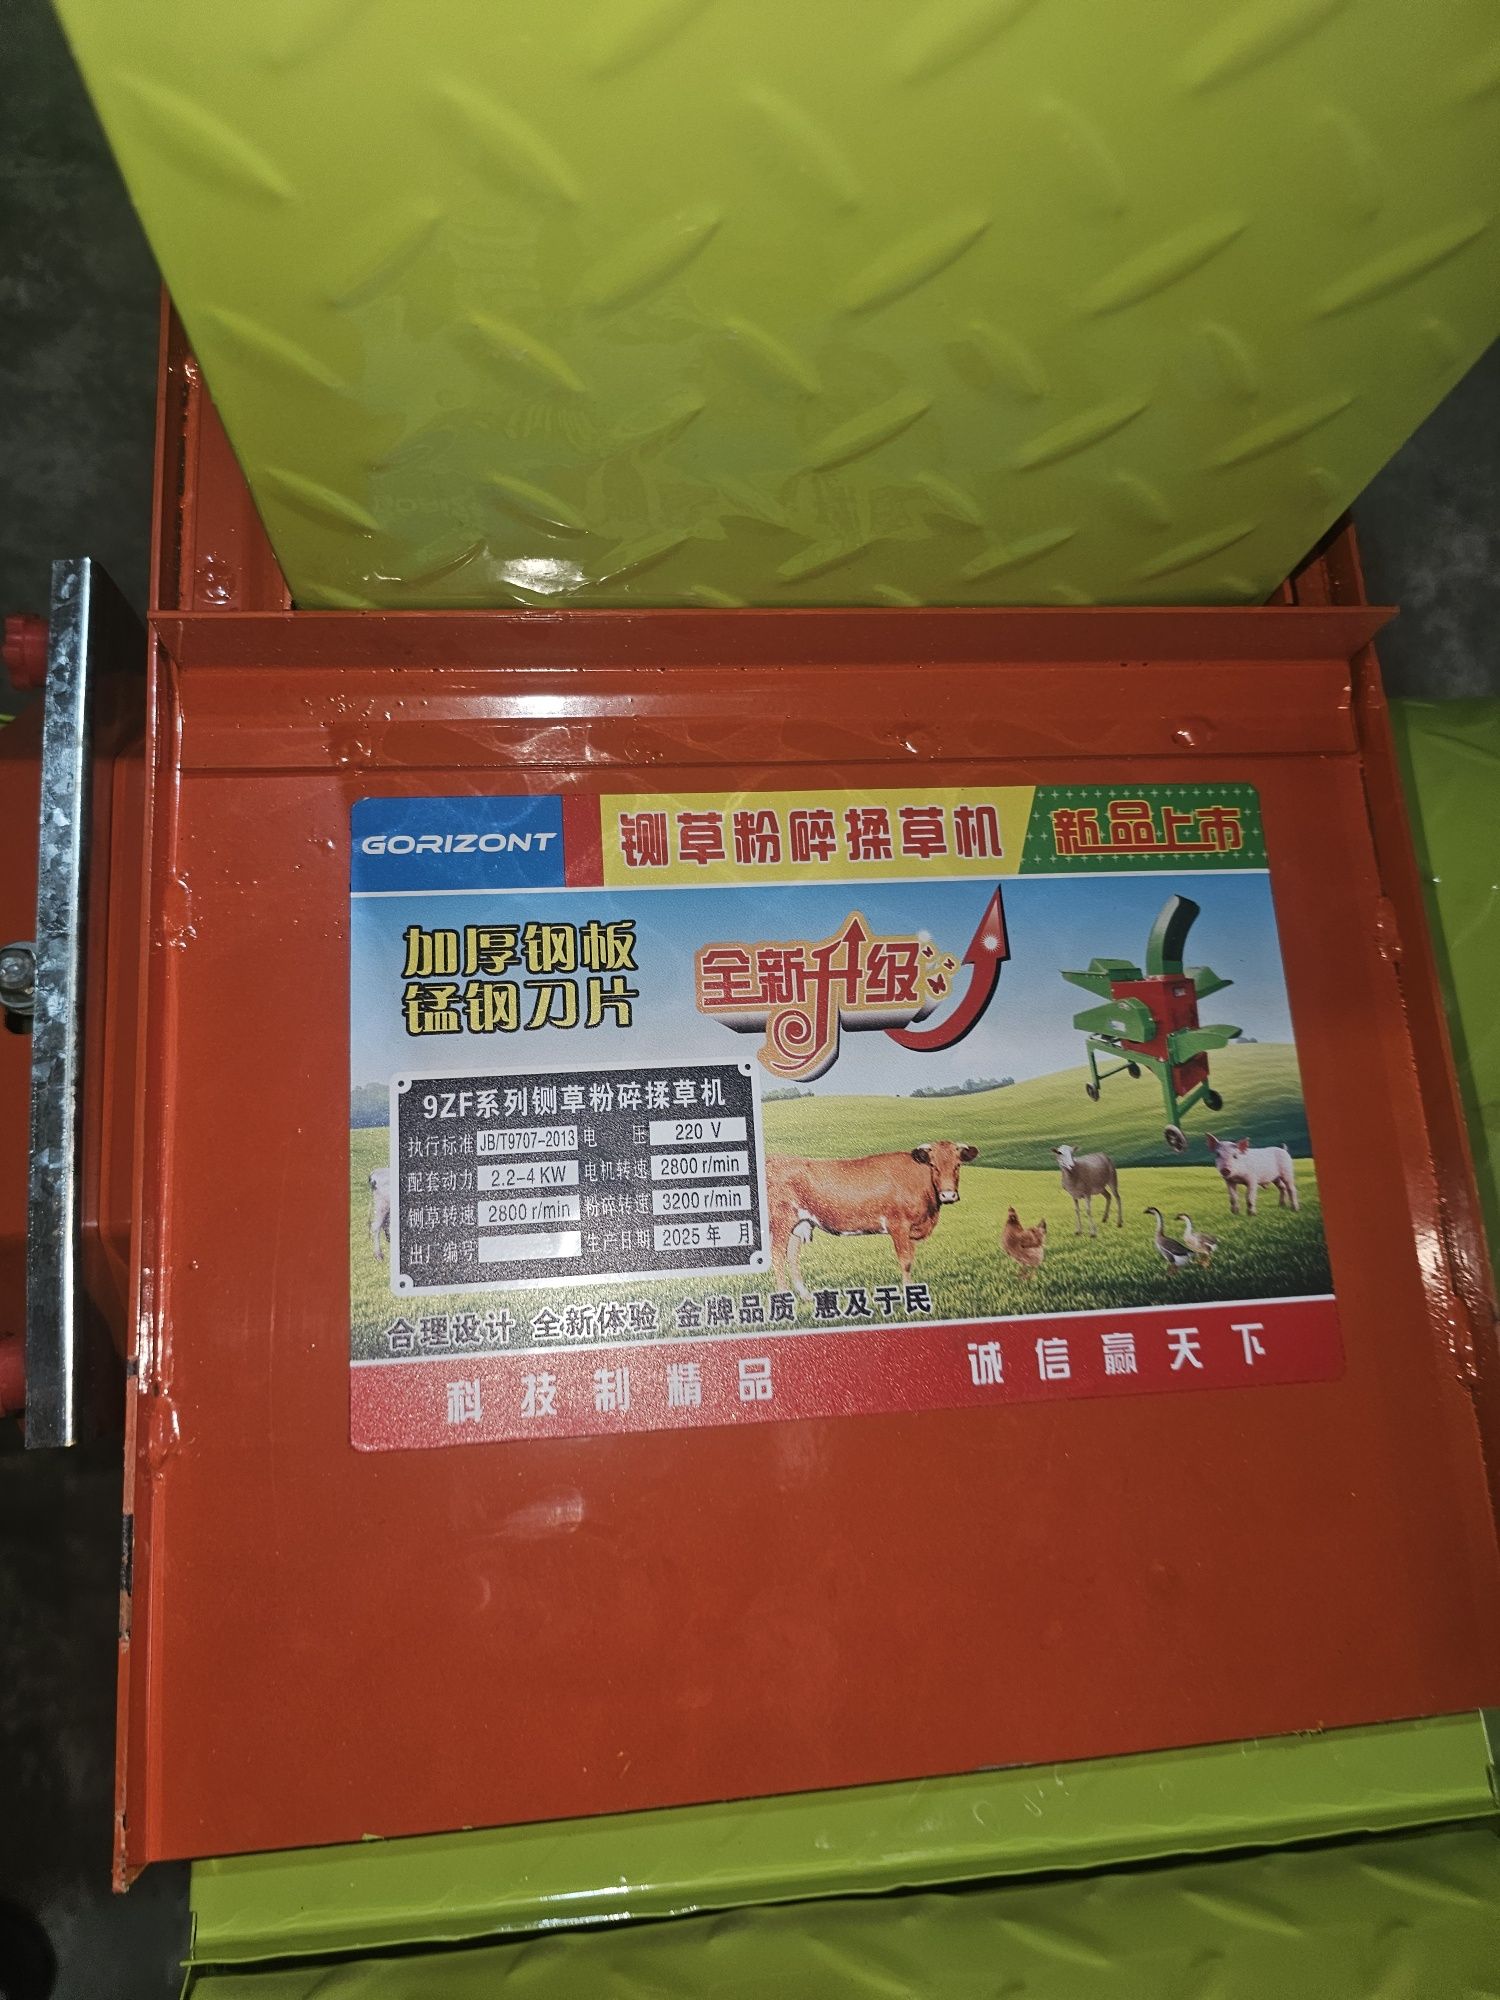 GORIZONT
铡草粉碎揉草机
新品上市
加厚钢板
锰钢刀片
全新升级
9ZF系列铡草粉碎揉草机
执行标准 JB/T9707-2013 电 压 220 V
配套动力 2.2-4 KW 电机转速 2800 r/min
铡草转速 2800 r/min 粉碎转速 3200 r/min
出厂编号 生产日期 2025 年 月
合理设计 全新体验 金牌品质 惠及于民
科技制精品 诚信赢天下